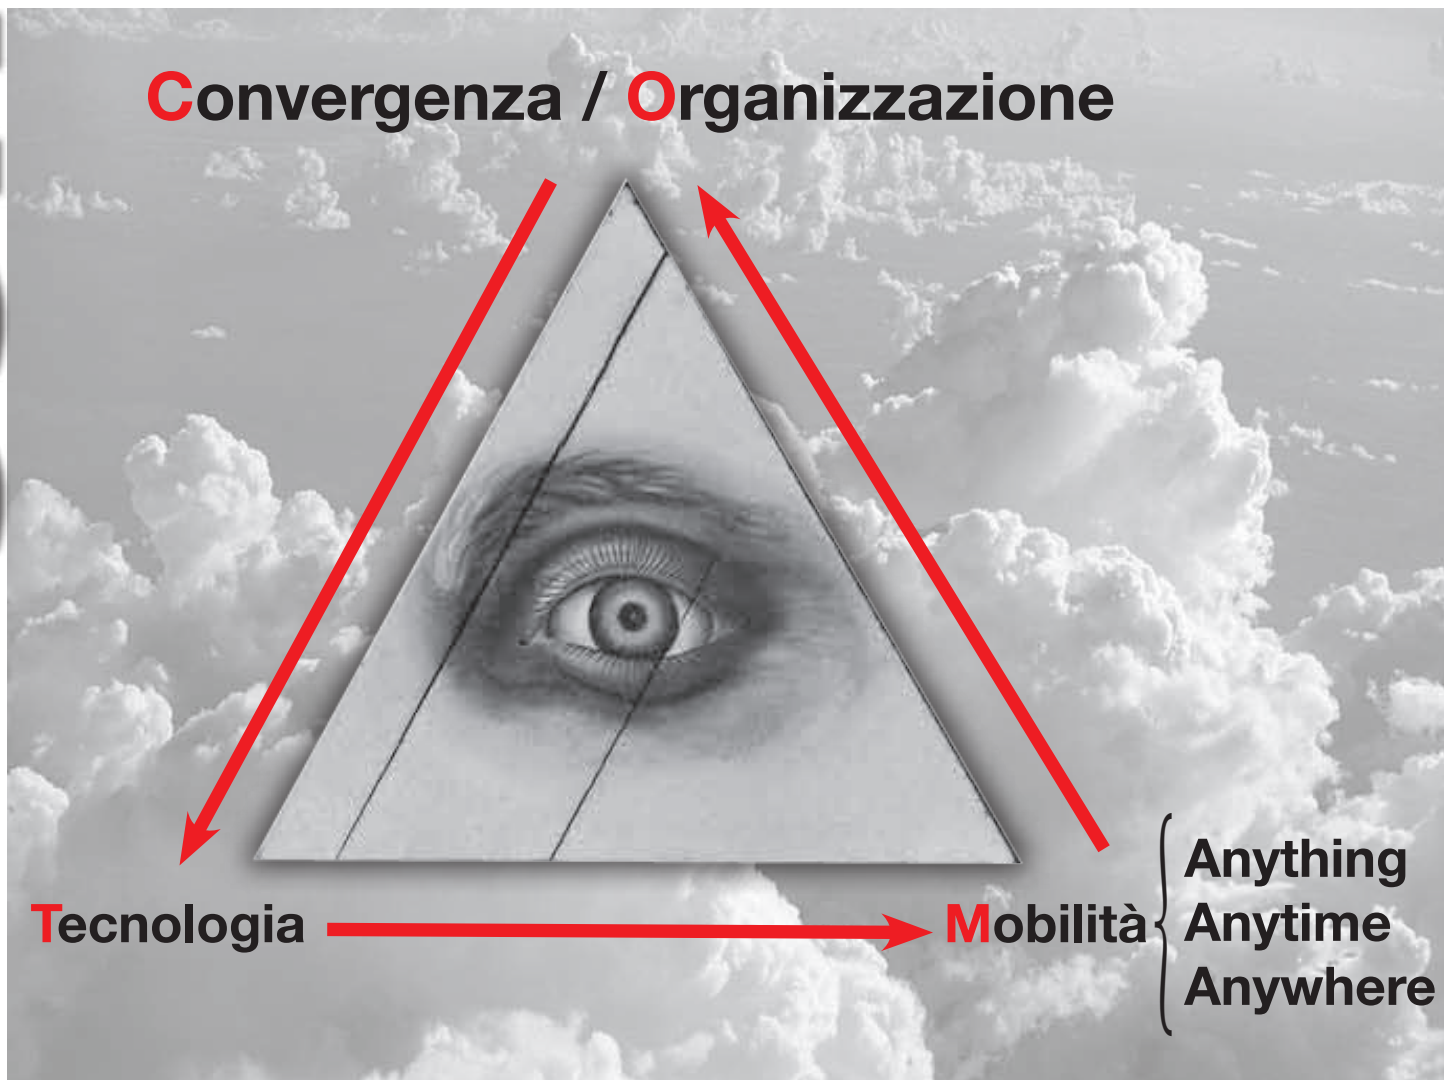 Convergenza / Organizzazione
Tecnologia
Mobilità
Anything
Anytime
Anywhere